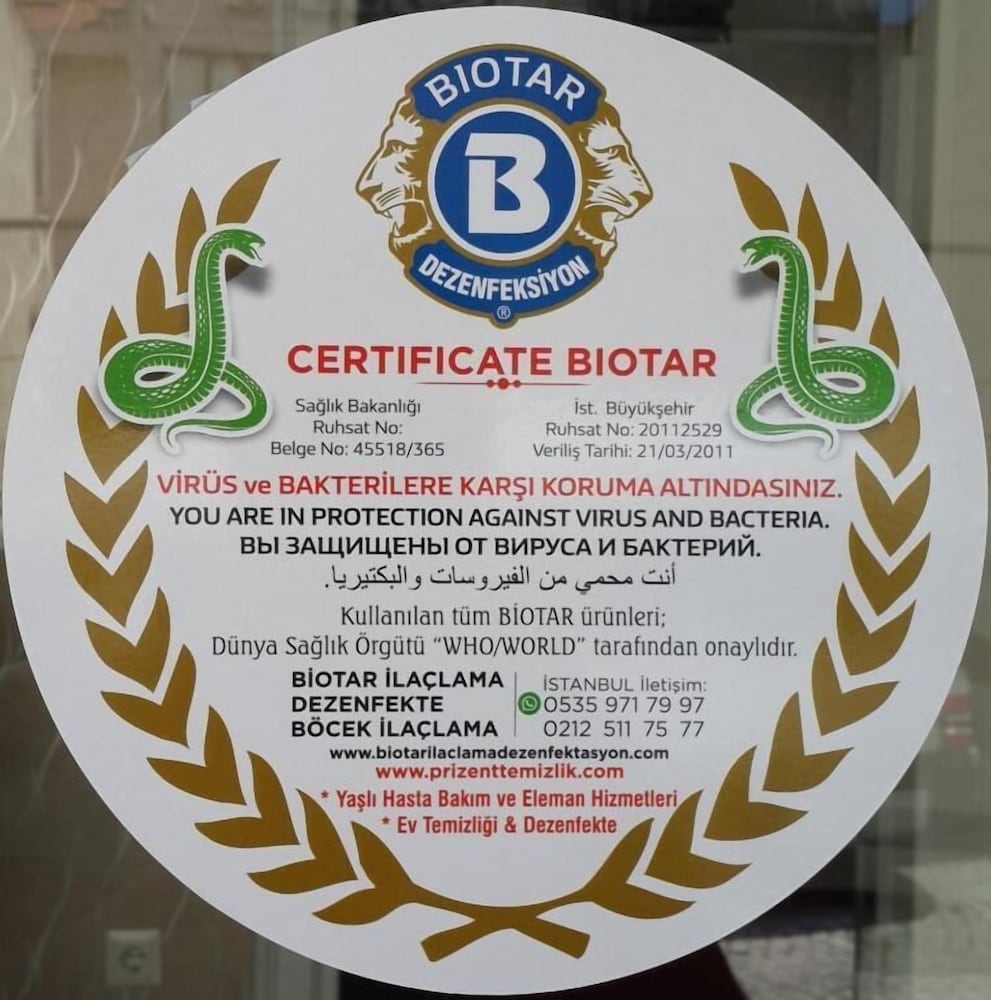 BIOTAR
B
DEZENFEKSİYON
®
CERTIFICATE BIOTAR
Sağlık Bakanlığı
Ruhsat No:
Belge No: 45518/365
İst. Büyükşehir
Ruhsat No: 20112529
Veriliş Tarihi: 21/03/2011
VİRÜS ve BAKTERİLERE KARŞI KORUMA ALTINDASINIZ.
YOU ARE IN PROTECTION AGAINST VIRUS AND BACTERIA.
ВЫ ЗАЩИЩЕНЫ ОТ ВИРУСА И БАКТЕРИЙ.
أنت محمي من الفيروسات والبكتيريا.
Kullanılan tüm BİOTAR ürünleri;
Dünya Sağlık Örgütü “WHO/WORLD” tarafından onaylıdır.
BİOTAR İLAÇLAMA
DEZENFEKTE
BÖCEK İLAÇLAMA
İSTANBUL İletişim:
0535 971 79 97
0212 511 75 77
www.biotarilaclamadezenfektasyon.com
www.prizenttemizlik.com
* Yaşlı Hasta Bakım ve Eleman Hizmetleri
* Ev Temizliği & Dezenfekte